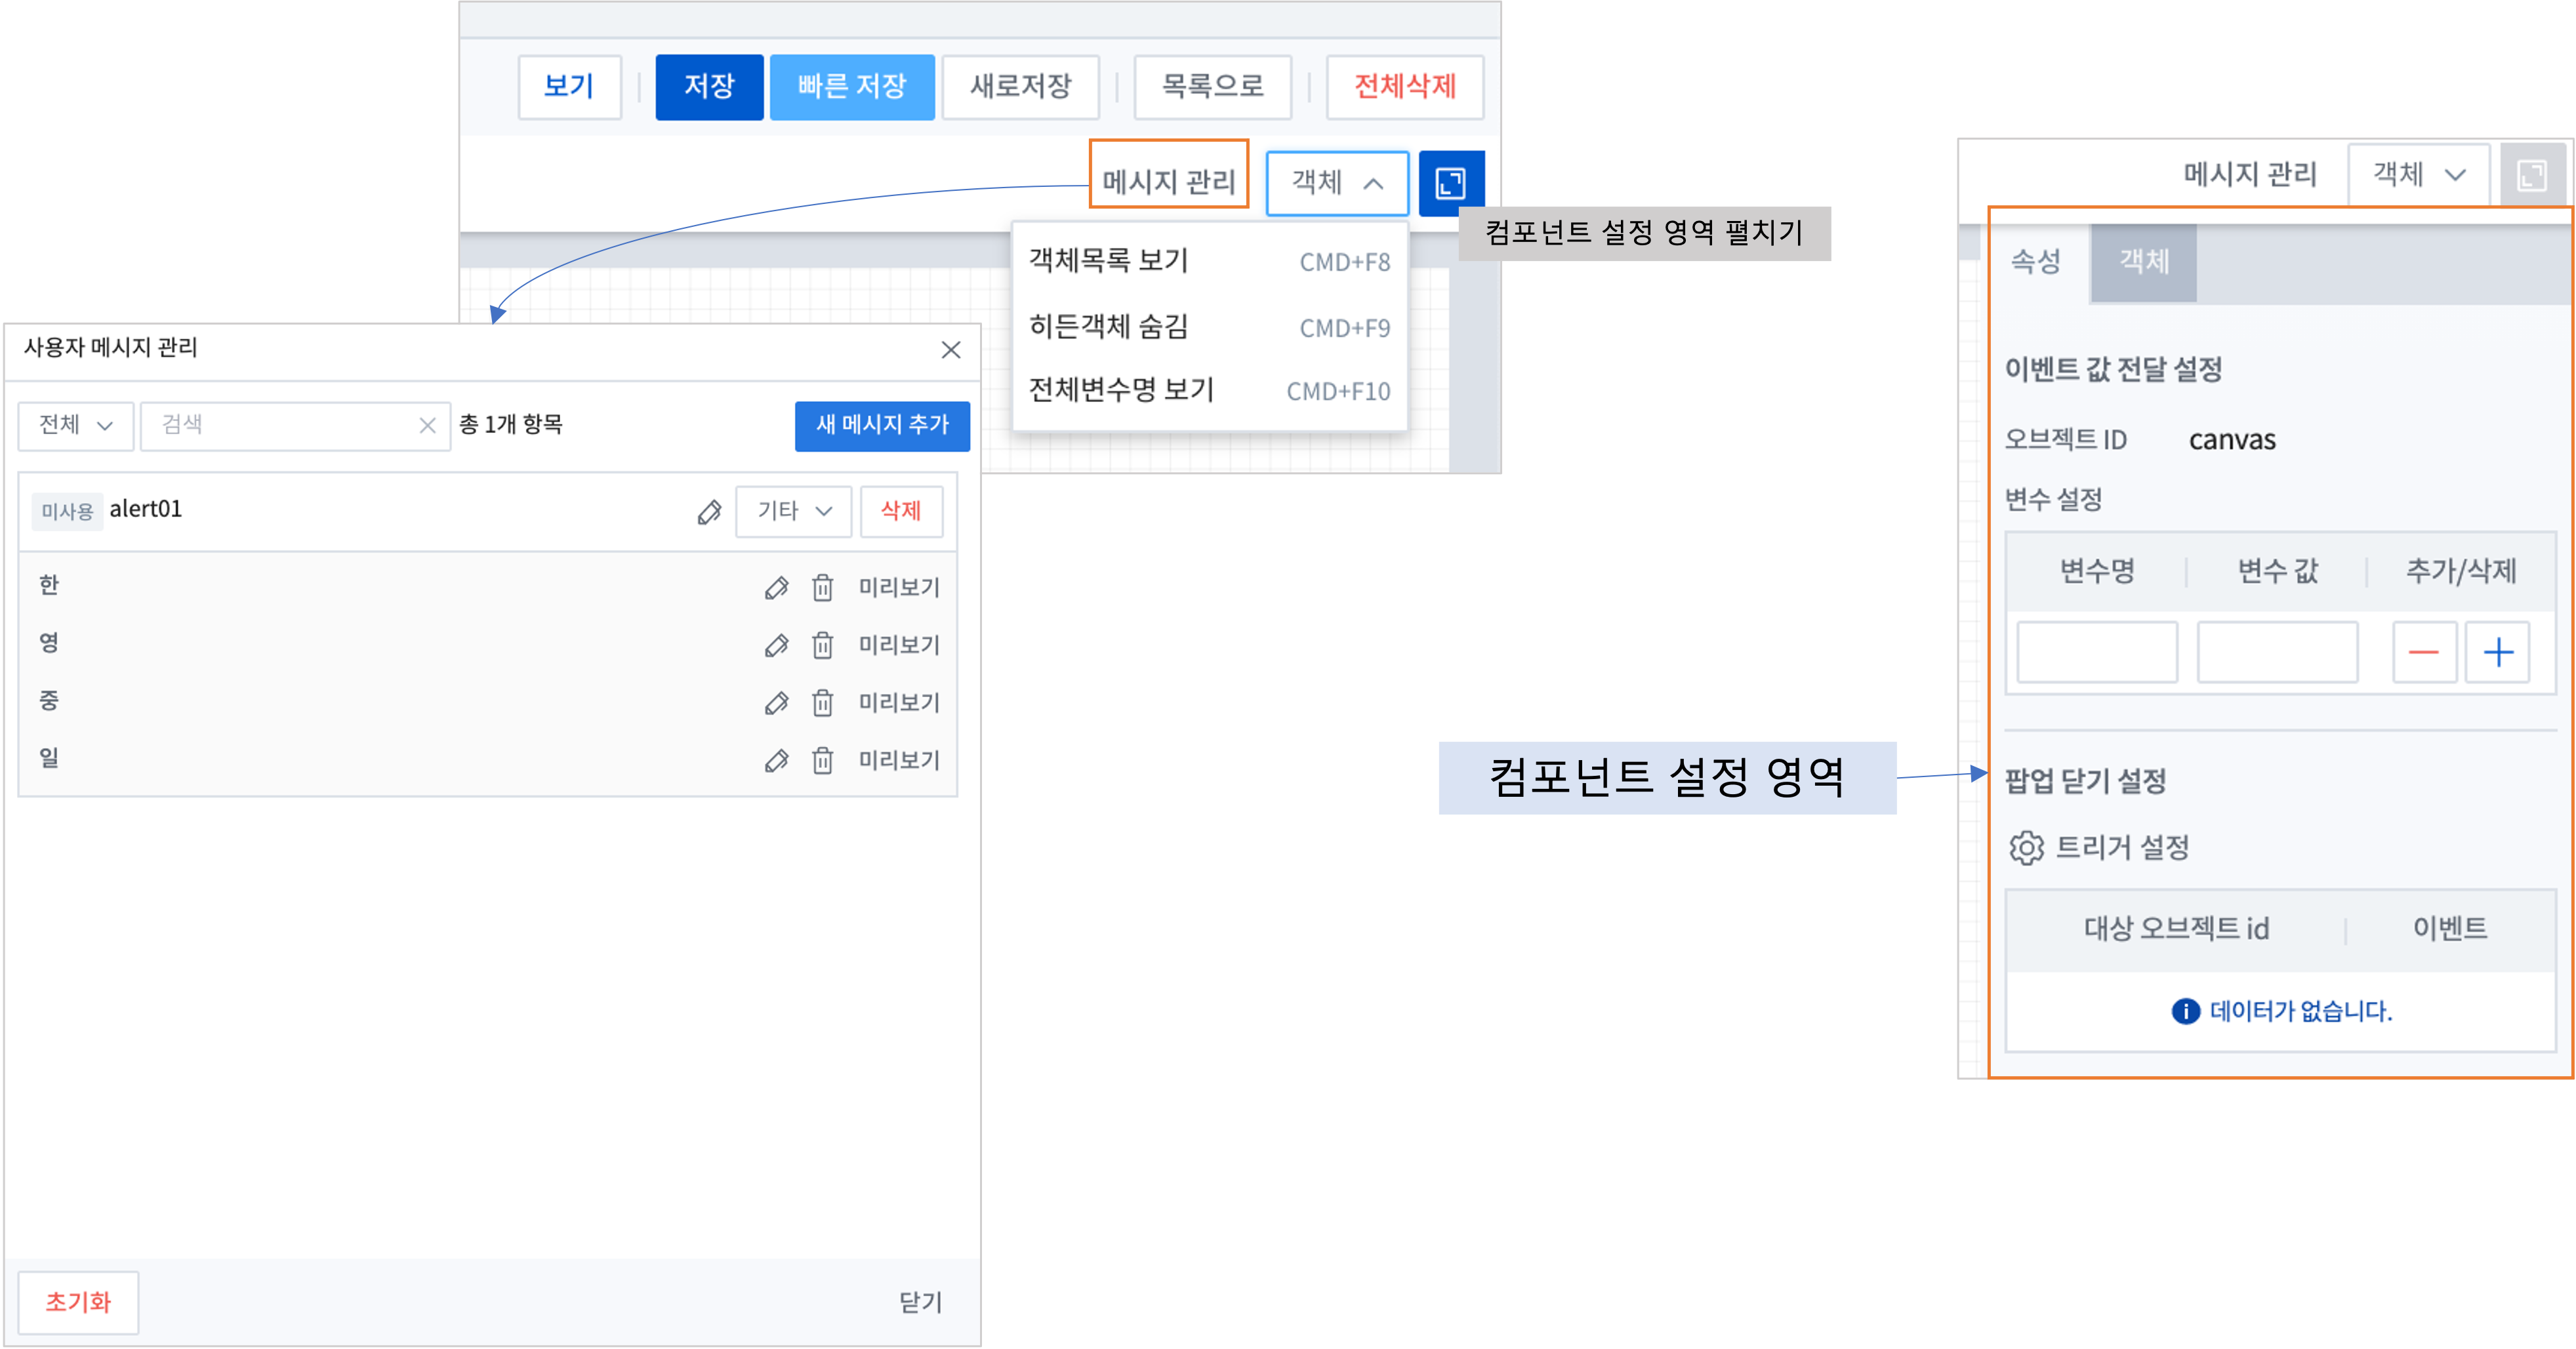 보기
저장
빠른 저장
새로저장
목록으로
전체삭제
메시지 관리
객체
컴포넌트 설정 영역 펼치기
객체목록 보기 CMD+F8
히든객체 숨김 CMD+F9
전체변수명 보기 CMD+F10
사용자 메시지 관리
전체
검색
총 1개 항목
새 메시지 추가
미사용 alert01
기타
삭제
한 미리보기
영 미리보기
중 미리보기
일 미리보기
초기화
닫기
컴포넌트 설정 영역
메시지 관리
객체
속성
객체
이벤트 값 전달 설정
오브젝트 ID canvas
변수 설정
변수명 변수 값 추가/삭제
팝업 닫기 설정
트리거 설정
대상 오브젝트 id 이벤트
데이터가 없습니다.